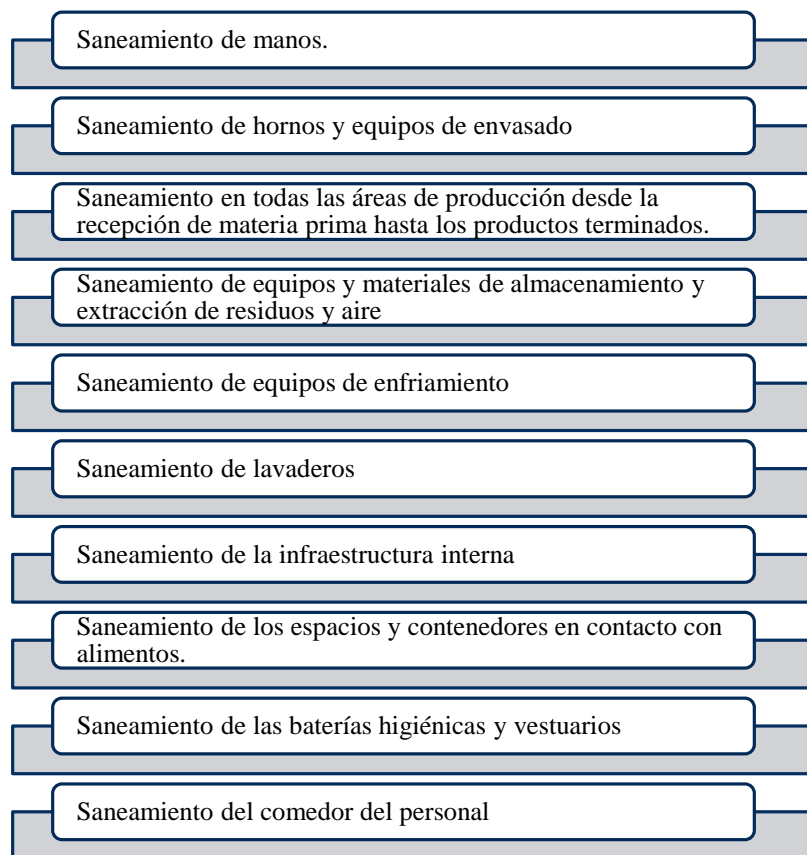 Saneamiento de manos.
Saneamiento de hornos y equipos de envasado
Saneamiento en todas las áreas de producción desde la
recepción de materia prima hasta los productos terminados.
Saneamiento de equipos y materiales de almacenamiento y
extracción de residuos y aire
Saneamiento de equipos de enfriamiento
Saneamiento de lavaderos
Saneamiento de la infraestructura interna
Saneamiento de los espacios y contenedores en contacto con
alimentos.
Saneamiento de las baterías higiénicas y vestuarios
Saneamiento del comedor del personal